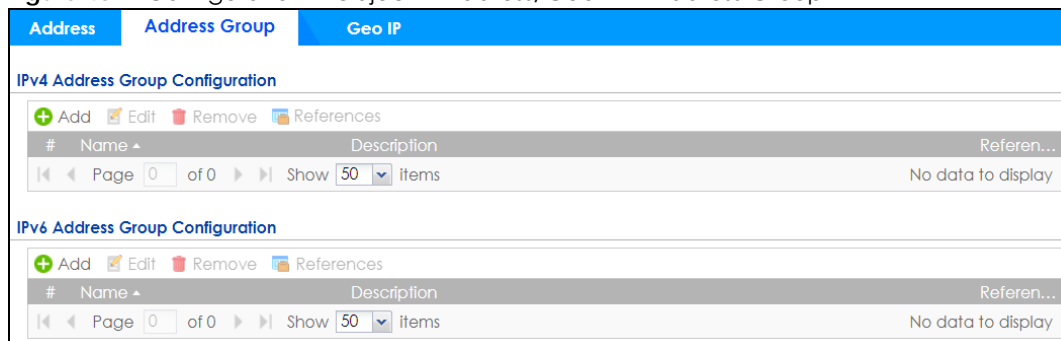 Address Address Group Geo IP
IPv4 Address Group Configuration
Add Edit Remove References
# Name Description Referen...
Page 0 of 0 Show 50 items No data to display
IPv6 Address Group Configuration
Add Edit Remove References
# Name Description Referen...
Page 0 of 0 Show 50 items No data to display